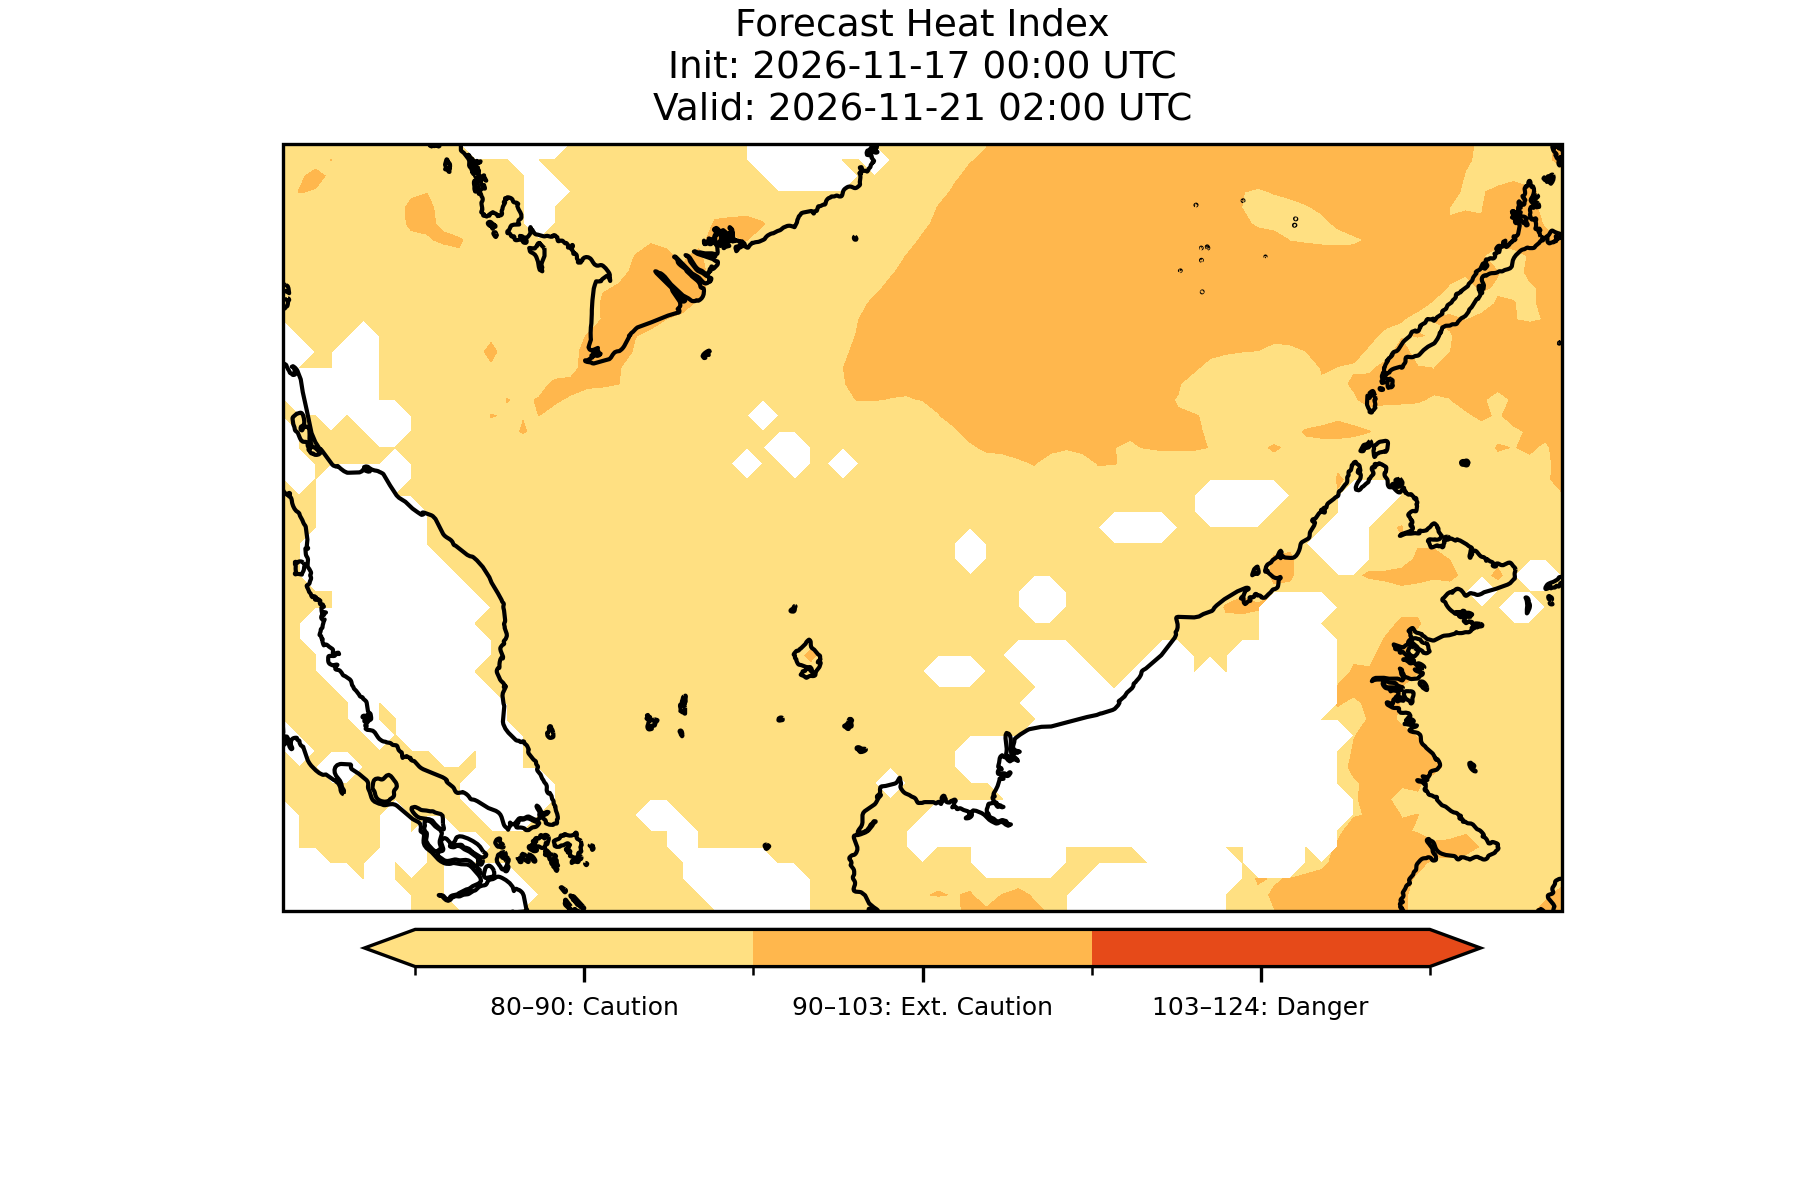 Forecast Heat Index
Init: 2026-11-17 00:00 UTC
Valid: 2026-11-21 02:00 UTC
80–90: Caution
90–103: Ext. Caution
103–124: Danger